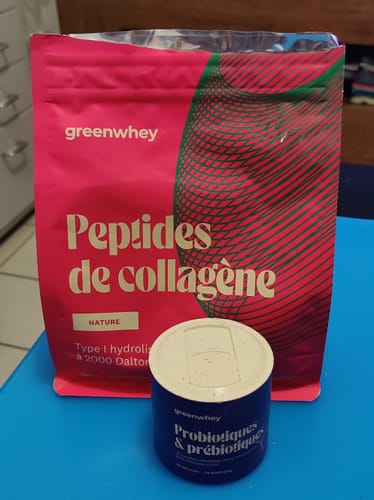 greenwhey
Peptides
de collagène
NATURE
Type I hydrolis
à 2000 Dalton
greenwhey
Probiotiques
& prébiotiques